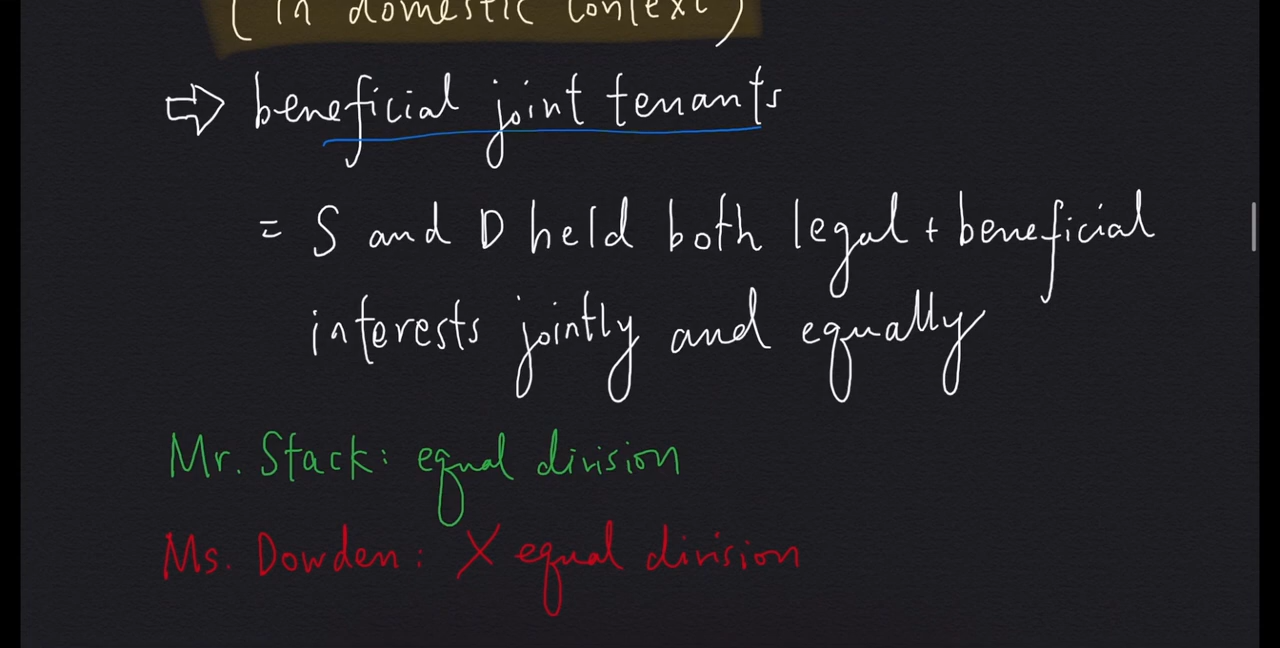 (in domestic context)
⇨ beneficial joint tenants
= S and D held both legal + beneficial
interests jointly and equally
Mr. Stack: equal division
Ms. Dowden: X equal division